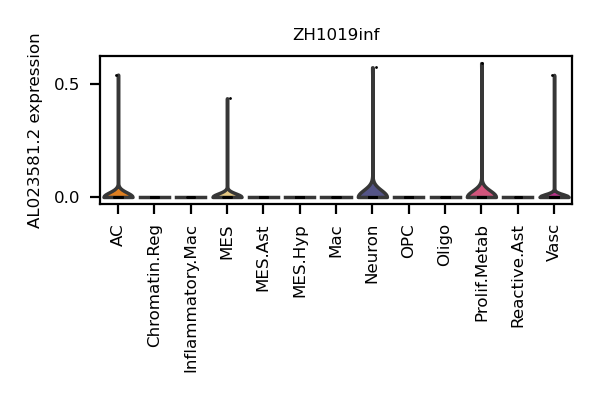 ZH1019inf
AL023581.2 expression
0.5
0.0
AC
Chromatin.Reg
Inflammatory.Mac
MES
MES.Ast
MES.Hyp
Mac
Neuron
OPC
Oligo
Prolif.Metab
Reactive.Ast
Vasc